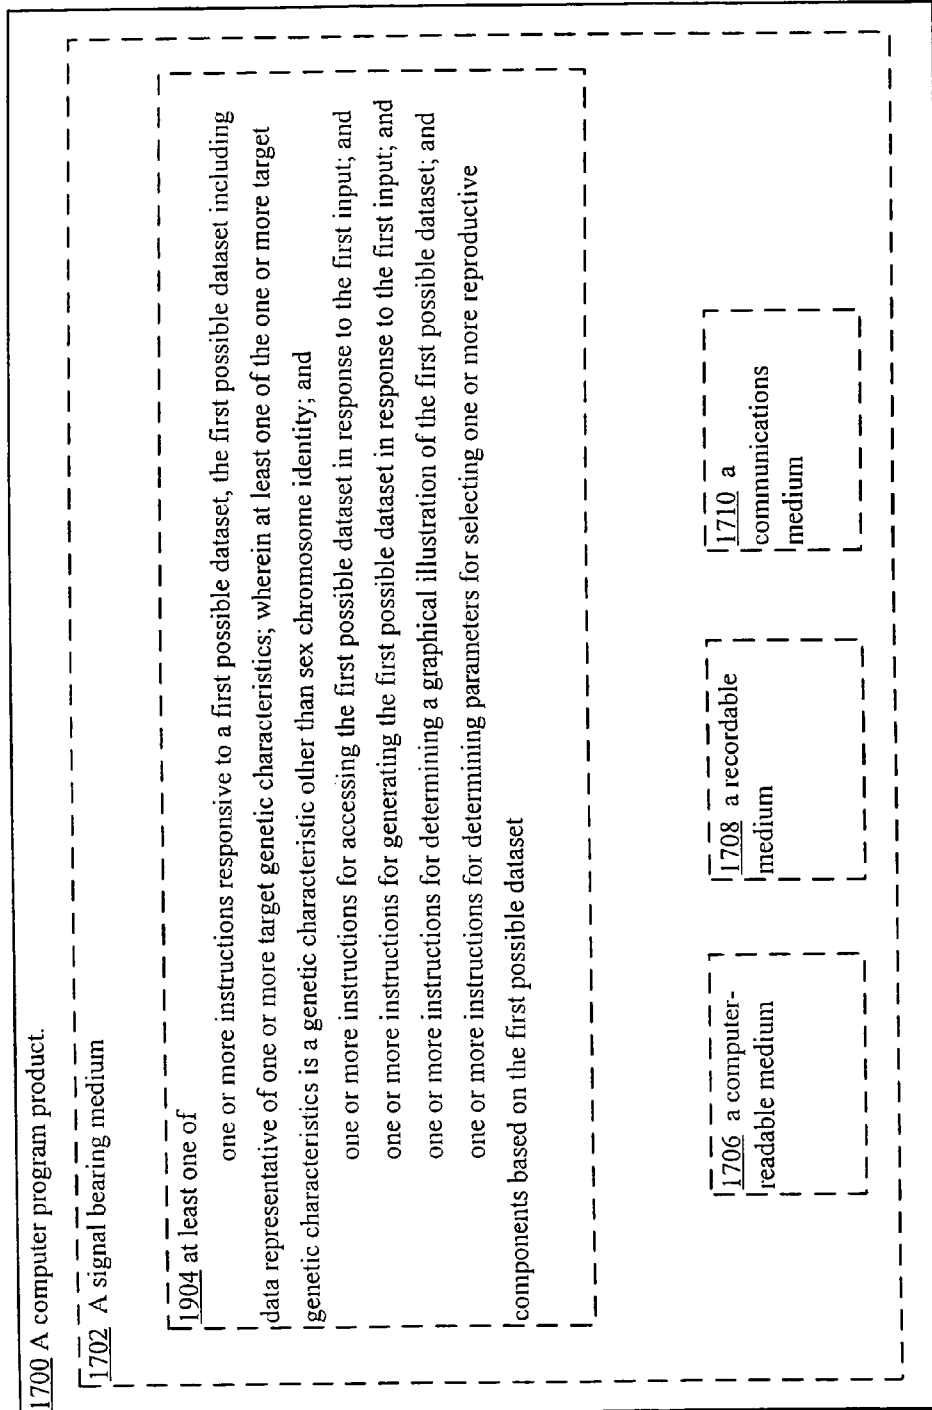 1700 A computer program product.
1702 A signal bearing medium
1904 at least one of
one or more instructions responsive to a first possible dataset, the first possible dataset including
data representative of one or more target genetic characteristics; wherein at least one of the one or more target
genetic characteristics is a genetic characteristic other than sex chromosome identity; and
one or more instructions for accessing the first possible dataset in response to the first input; and
one or more instructions for generating the first possible dataset in response to the first input; and
one or more instructions for determining a graphical illustration of the first possible dataset; and
one or more instructions for determining parameters for selecting one or more reproductive
components based on the first possible dataset
1706 a computer-
readable medium
1708 a recordable
medium
1710 a
communications
medium